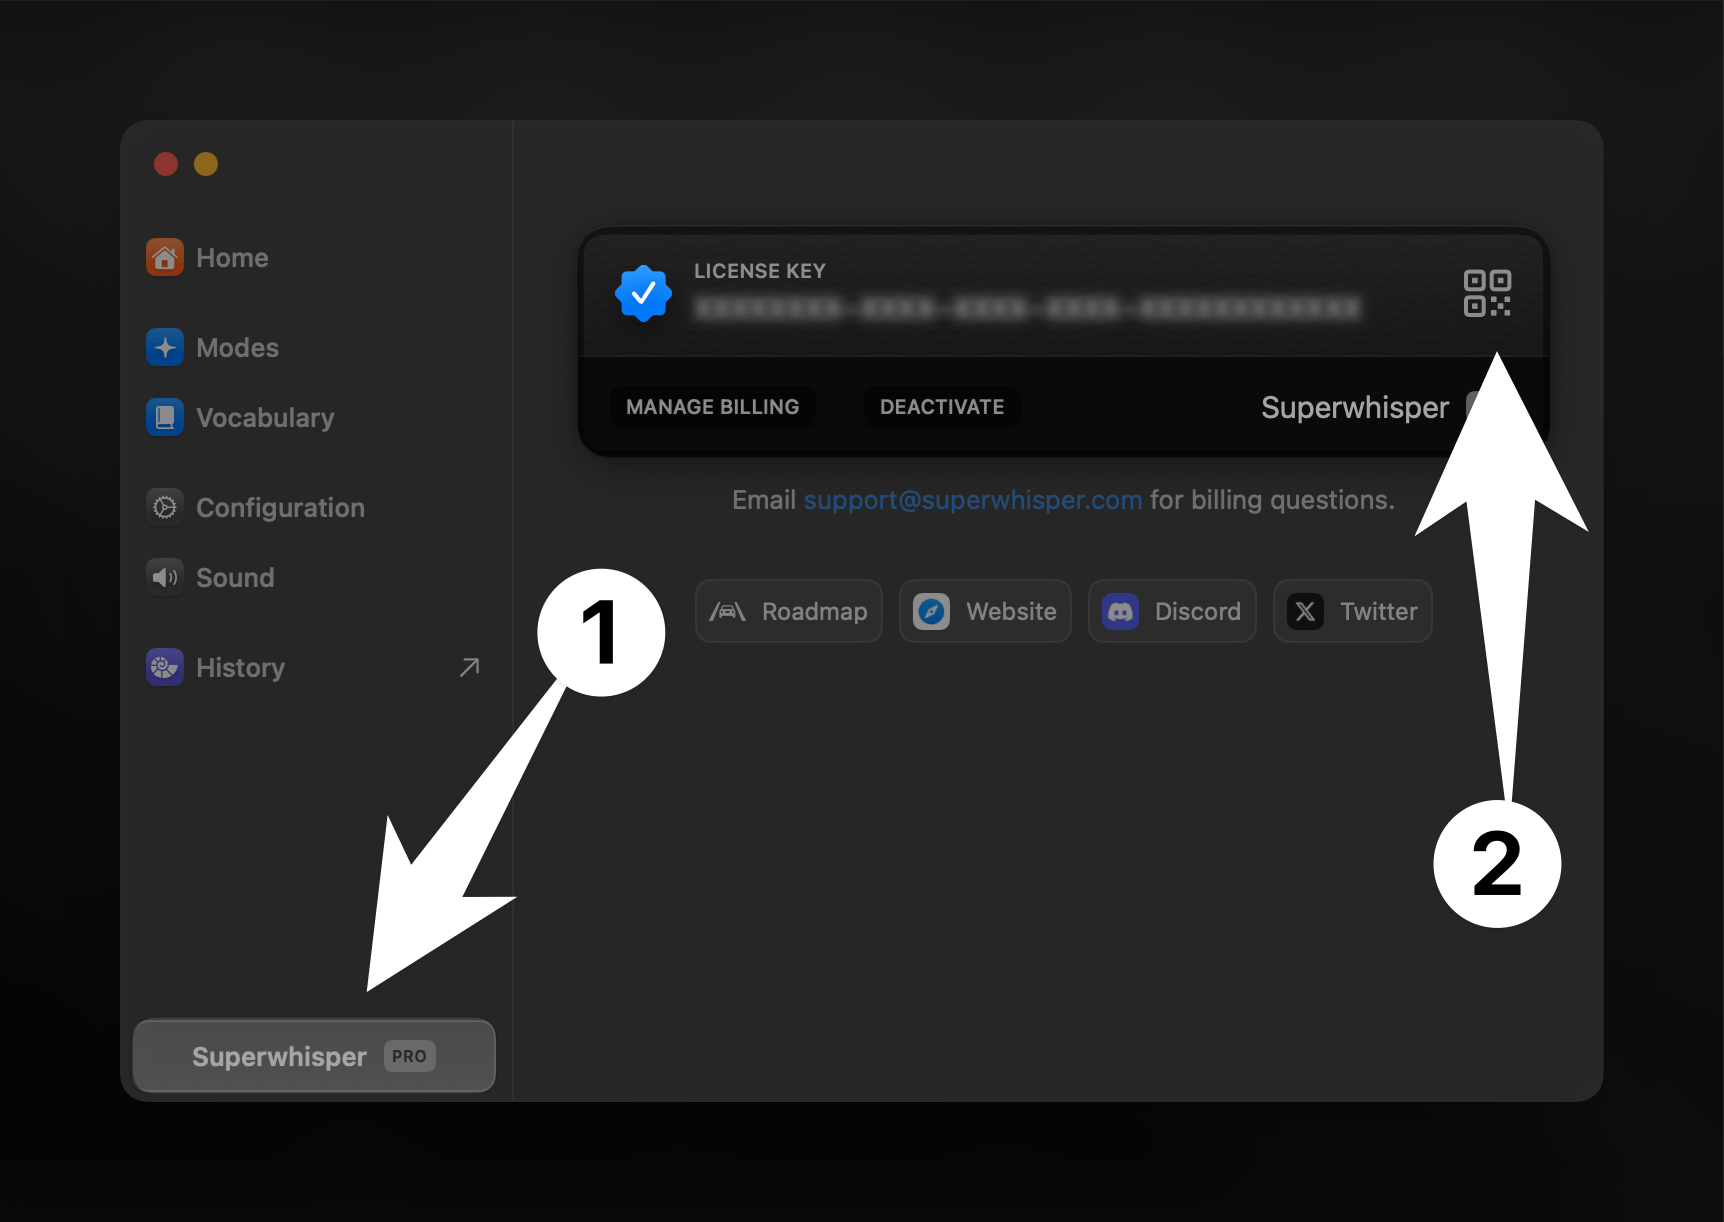 Home
Modes
Vocabulary
Configuration
Sound
History
Superwhisper PRO
LICENSE KEY
MANAGE BILLING
DEACTIVATE
Superwhisper
Email support@superwhisper.com for billing questions.
Roadmap
Website
Discord
Twitter
1
2